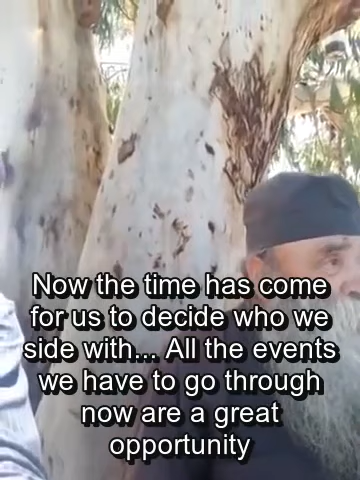 Now the time has come
for us to decide who we
side with... All the events
we have to go through
now are a great
opportunity